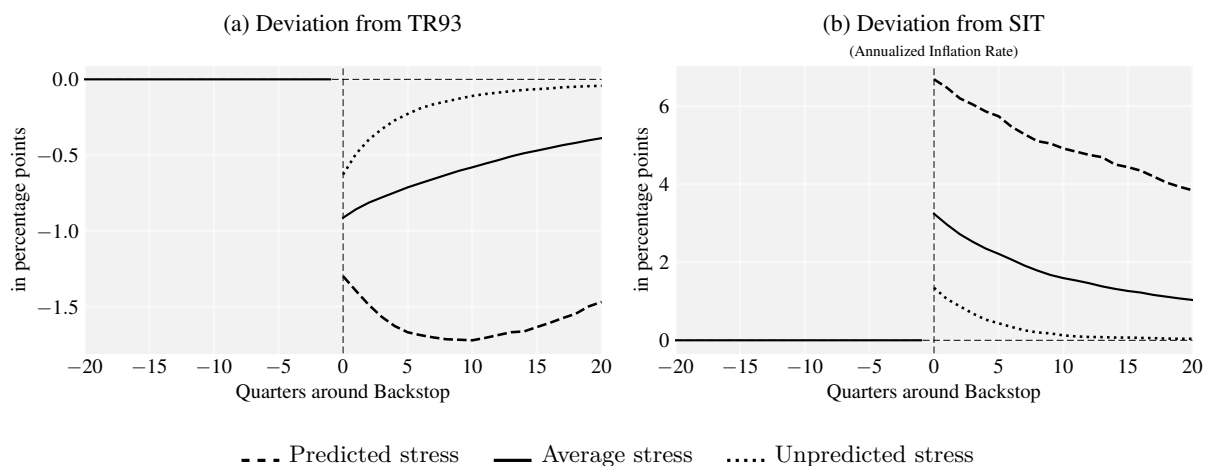 (a) Deviation from TR93
in percentage points
0.0
−0.5
−1.0
−1.5
−20 −15 −10 −5 0 5 10 15 20
Quarters around Backstop
(b) Deviation from SIT
(Annualized Inflation Rate)
in percentage points
6
4
2
0
−20 −15 −10 −5 0 5 10 15 20
Quarters around Backstop
Predicted stress Average stress Unpredicted stress